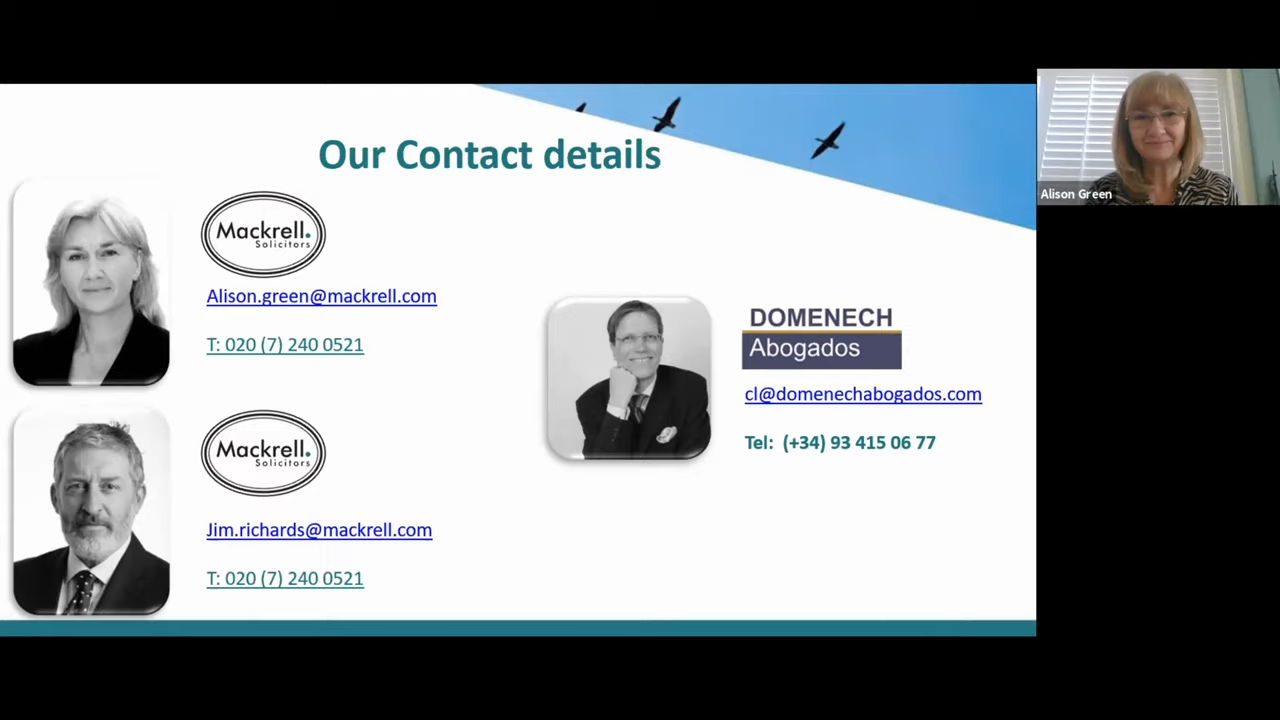 Our Contact details
Mackrell.
Solicitors
Alison.green@mackrell.com
T: 020 (7) 240 0521
Mackrell.
Solicitors
Jim.richards@mackrell.com
T: 020 (7) 240 0521
DOMENECH
Abogados
cl@domenechabogados.com
Tel: (+34) 93 415 06 77
Alison Green